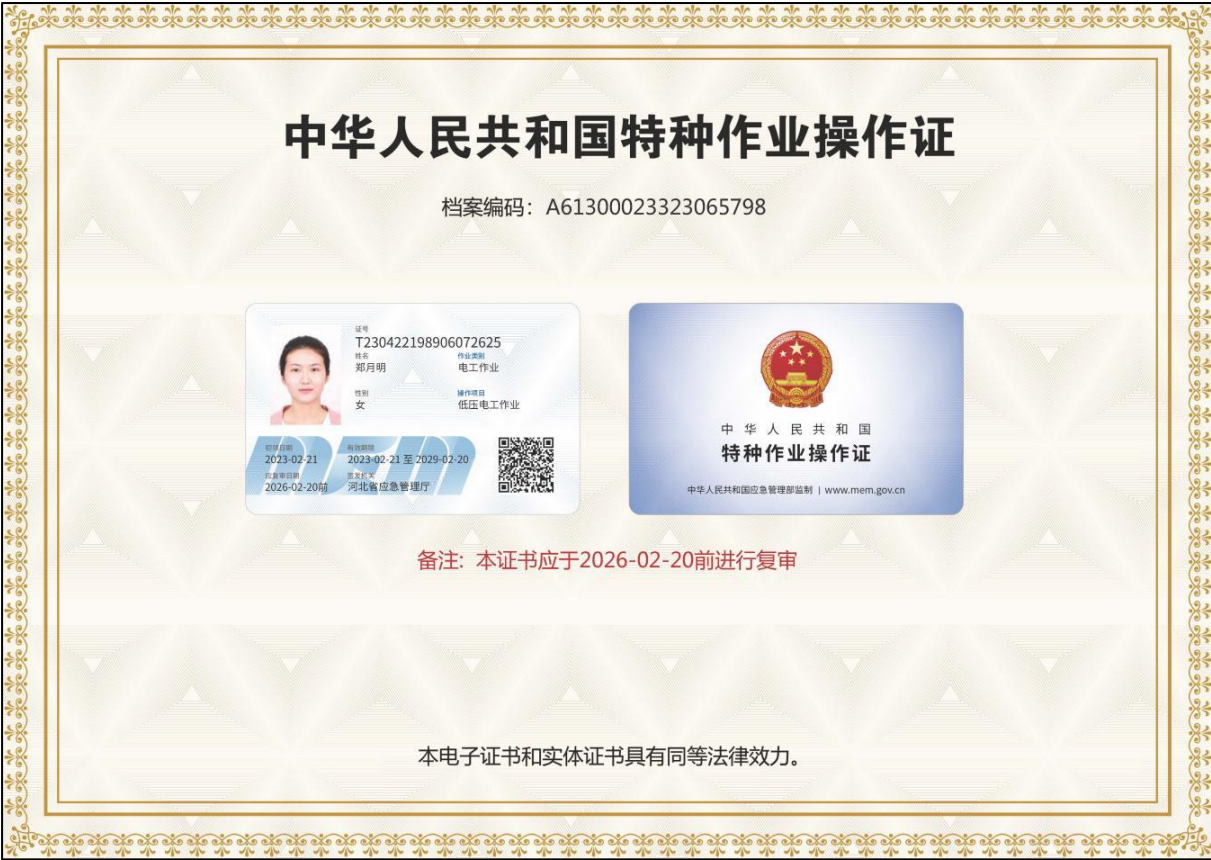 中华人民共和国特种作业操作证
档案编码：A61300023323065798
证号
T230422198906072625
姓名 作业类别
郑月明 电工作业
性别 操作项目
女 低压电工作业
初领日期 有效期限
2023-02-21 2023-02-21 至 2029-02-20
应复审日期 签发机关
2026-02-20前 河北省应急管理厅
中华人民共和国
特种作业操作证
中华人民共和国应急管理部监制 | www.mem.gov.cn
备注: 本证书应于2026-02-20前进行复审
本电子证书和实体证书具有同等法律效力。